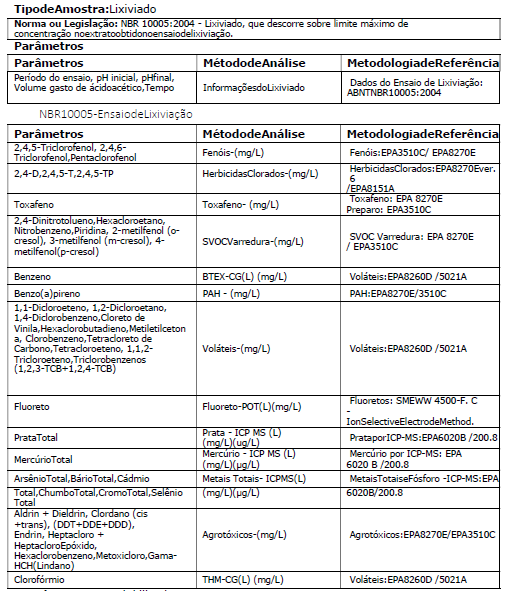 TipodeAmostra:Lixiviado
Norma ou Legislação: NBR 10005:2004 - Lixiviado, que descorre sobre limite máximo de
concentração noextratoobtidonoensaiodelixiviação.
Parâmetros
Parâmetros MétododeAnálise MetodologiadeReferência
Período do ensaio, pH inicial, pHfinal,
Volume gasto de ácidoacético,Tempo
InformaçõesdoLixiviado
Dados do Ensaio de Lixiviação:
ABNTNBR10005:2004
NBR10005-EnsaiodeLixiviação
Parâmetros MétododeAnálise MetodologiadeReferência
2,4,5-Triclorofenol, 2,4,6-
Triclorofenol,Pentaclorofenol
Fenóis-(mg/L)
Fenóis:EPA3510C/ EPA8270E
2,4-D,2,4,5-T,2,4,5-TP
HerbicidasClorados-(mg/L)
HerbicidasClorados:EPA8270Ever.
6
/EPA8151A
Toxafeno
Toxafeno- (mg/L)
Toxafeno: EPA 8270E
Preparo: EPA3510C
2,4-Dinitrotolueno,Hexacloroetano,
Nitrobenzeno,Piridina, 2-metilfenol (o-
cresol), 3-metilfenol (m-cresol), 4-
metilfenol(p-cresol)
SVOCVarredura-(mg/L)
SVOC Varredura: EPA 8270E
/ EPA3510C
Benzeno
BTEX-CG(L) (mg/L)
Voláteis:EPA8260D /5021A
Benzo(a)pireno
PAH - (mg/L)
PAH:EPA8270E/3510C
1,1-Dicloroeteno, 1,2-Dicloroetano,
1,4-Diclorobenzeno,Cloreto de
Vinila,Hexaclorobutadieno,Metiletilceton
a, Clorobenzeno,Tetracloreto de
Carbono,Tetracloroeteno, 1,1,2-
Tricloroeteno,Triclorobenzenos
(1,2,3-TCB+1,2,4-TCB)
Voláteis-(mg/L)
Voláteis:EPA8260D /5021A
Fluoreto
Fluoreto-POT(L)(mg/L)
Fluoretos: SMEWW 4500-F. C
-
IonSelectiveElectrodeMethod.
PrataTotal
Prata - ICP MS (L)
(mg/L)(ug/L)
PrataporICP-MS:EPA6020B /200.8
MercúrioTotal
Mercúrio - ICP MS (L)
(mg/L)(µg/L)
Mercúrio por ICP-MS: EPA
6020 B /200.8
ArsênioTotal,BárioTotal,Cádmio
Metais Totais- ICPMS(L)
MetaisTotaiseFósforo -ICP-MS:EPA
Total,ChumboTotal,CromoTotal,Selênio
Total
(mg/L)(µg/L)
6020B/200.8
Aldrin + Dieldrin, Clordano (cis
+trans), (DDT+DDE+DDD),
Endrin, Heptacloro +
HeptacloroEpóxido,
Hexaclorobenzeno,Metoxicloro,Gama-
HCH(Lindano)
Agrotóxicos-(mg/L)
Agrotóxicos:EPA8270E/EPA3510C
Clorofórmio
THM-CG(L) (mg/L)
Voláteis:EPA8260D /5021A